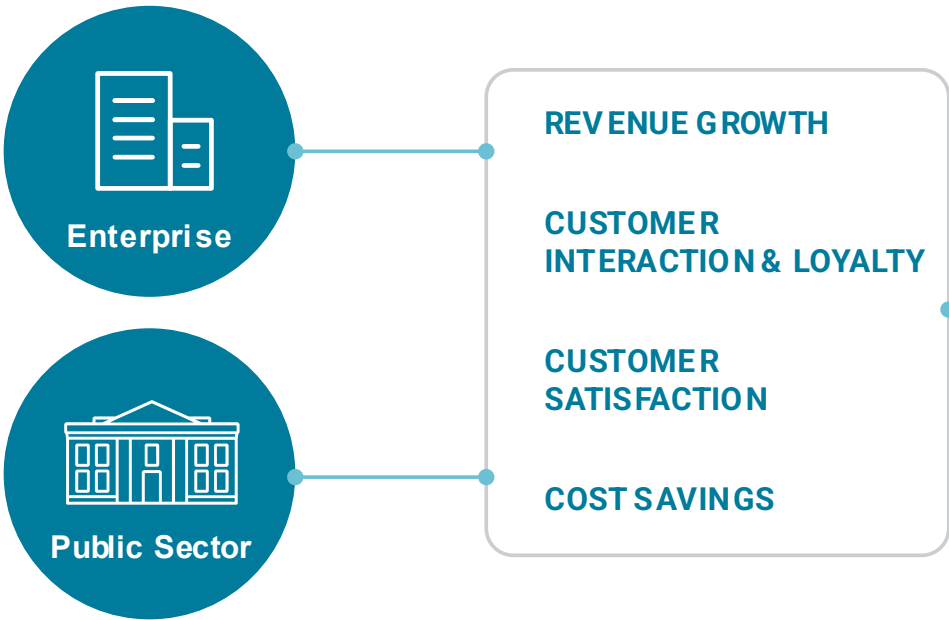 Enterprise
Public Sector
REVENUE GROWTH
CUSTOMER
INTERACTION & LOYALTY
CUSTOMER
SATISFACTION
COST SAVINGS